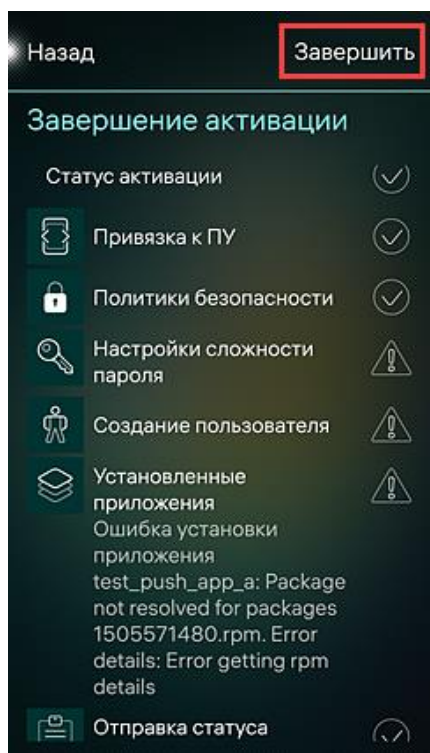 Назад
Завершить
Завершение активации
Статус активации
Привязка к ПУ
Политики безопасности
Настройки сложности
пароля
Создание пользователя
Установленные
приложения
Ошибка установки
приложения
test_push_app_a: Package
not resolved for packages
1505571480.rpm. Error
details: Error getting rpm
details
Отправка статуса